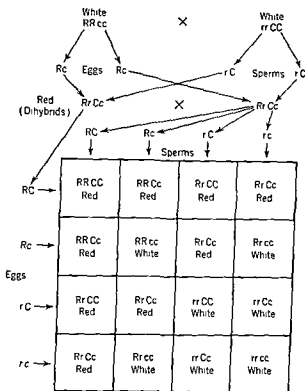 White × White
RRcc rrCC
Rc Eggs Rc rC Sperms rC
Red RrCc × RrCc
(Dihybrids)
RC Rc rC rc
Sperms
RC RRCC RRCc RrCC RrCc
Red Red Red Red
Rc RRCc RRcc RrCc Rrcc
Red White Red White
Eggs
rC RrCC RrCc rrCC rrCc
Red Red White White
rc RrCc Rrcc rrCc rrcc
Red White White White